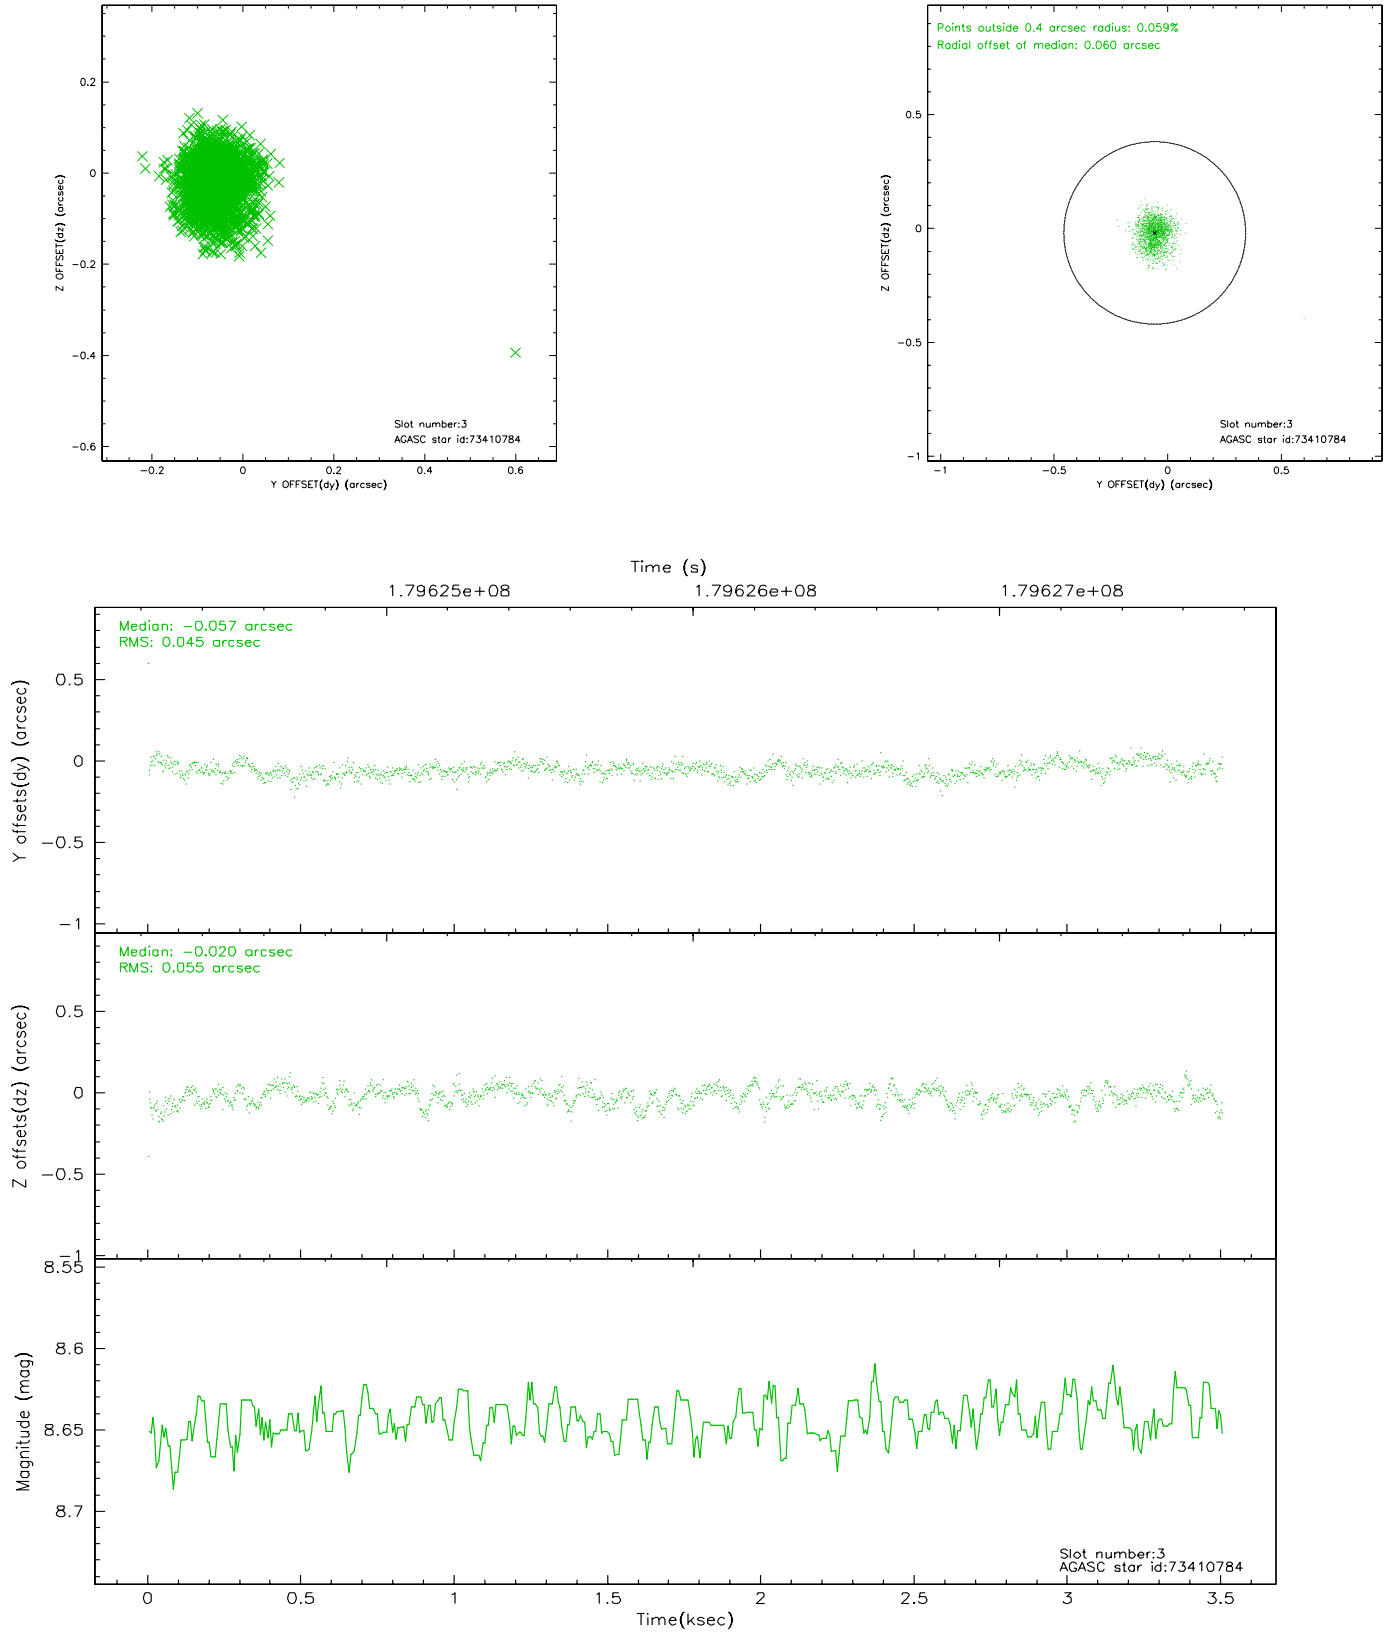 0.2
0
-0.2
-0.4
-0.6
-0.2 0 0.2 0.4 0.6
Z OFFSET(dz) (arcsec)
Y OFFSET(dy) (arcsec)
Slot number:3
AGASC star id:73410784
Points outside 0.4 arcsec radius: 0.059%
Radial offset of median: 0.060 arcsec
0.5
0
-0.5
-1
-1 -0.5 0 0.5
Z OFFSET(dz) (arcsec)
Y OFFSET(dy) (arcsec)
Slot number:3
AGASC star id:73410784
Time (s)
1.79625e+08 1.79626e+08 1.79627e+08
Median: -0.057 arcsec
RMS: 0.045 arcsec
0.5
0
-0.5
-1
Y offsets(dy) (arcsec)
Median: -0.020 arcsec
RMS: 0.055 arcsec
0.5
0
-0.5
-1
Z offsets(dz) (arcsec)
8.55
8.6
8.65
8.7
Magnitude (mag)
Slot number:3
AGASC star id:73410784
0 0.5 1 1.5 2 2.5 3 3.5
Time(ksec)